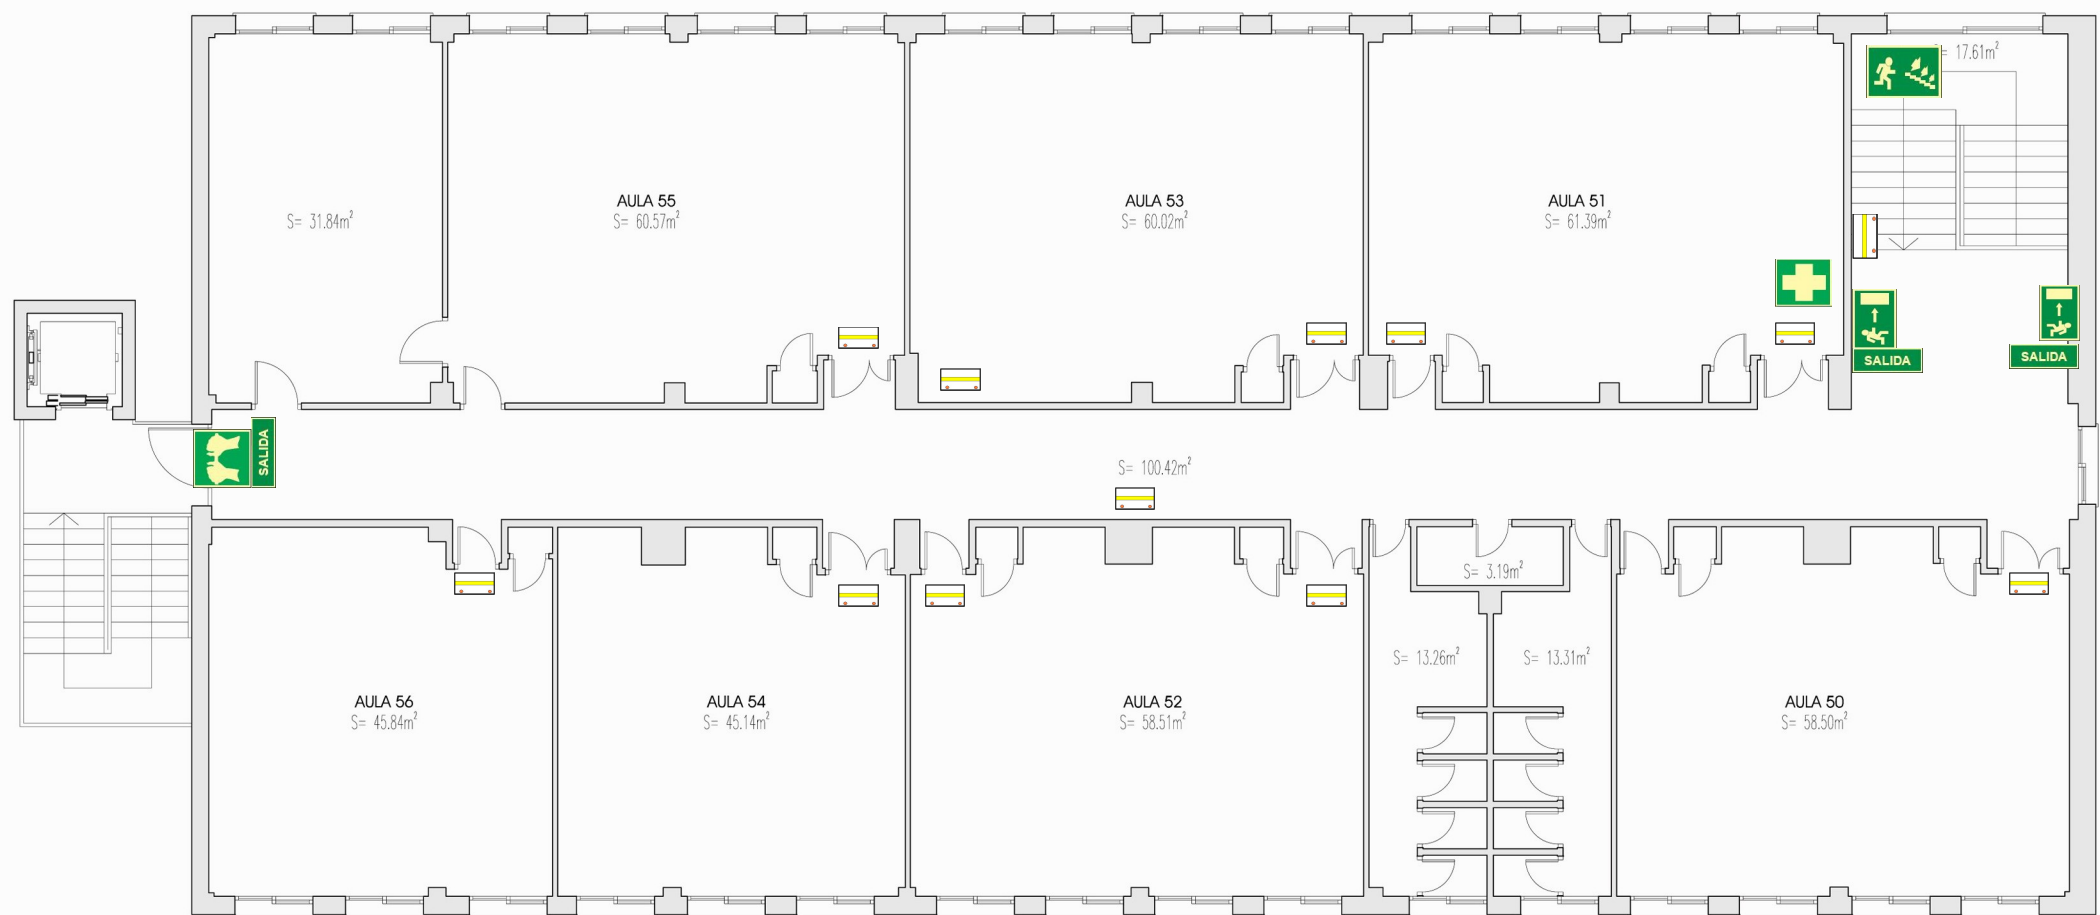 = 17.61m²
AULA 55
S= 60.57m²
AULA 53
S= 60.02m²
AULA 51
S= 61.39m²
S= 31.84m²
SALIDA
SALIDA
SALIDA
S= 100.42m²
S= 3.19m²
S= 13.26m²
S= 13.31m²
AULA 56
S= 45.84m²
AULA 54
S= 45.14m²
AULA 52
S= 58.51m²
AULA 50
S= 58.50m²